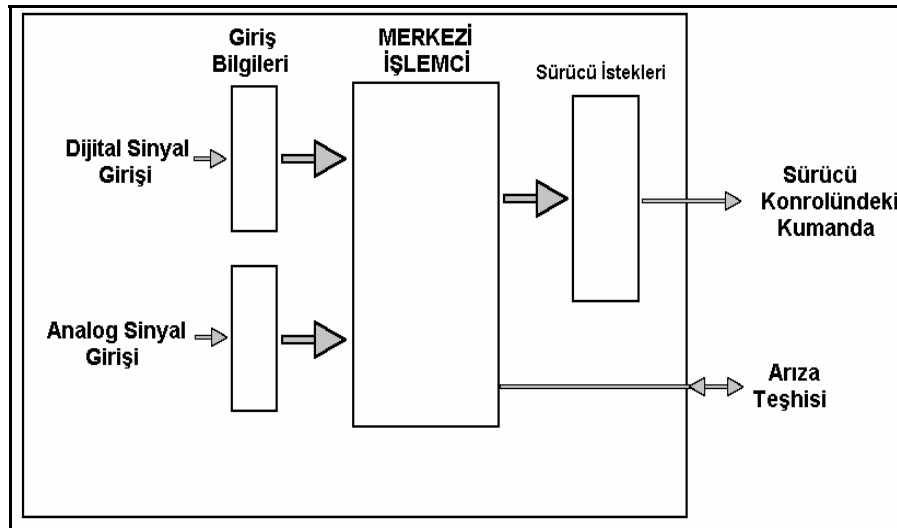 Giriş
Bilgileri
MERKEZİ
İŞLEMCİ
Sürücü İstekleri
Dijital Sinyal
Girişi
Sürücü
Konrolündeki
Kumanda
Analog Sinyal
Girişi
Arıza
Teşhisi